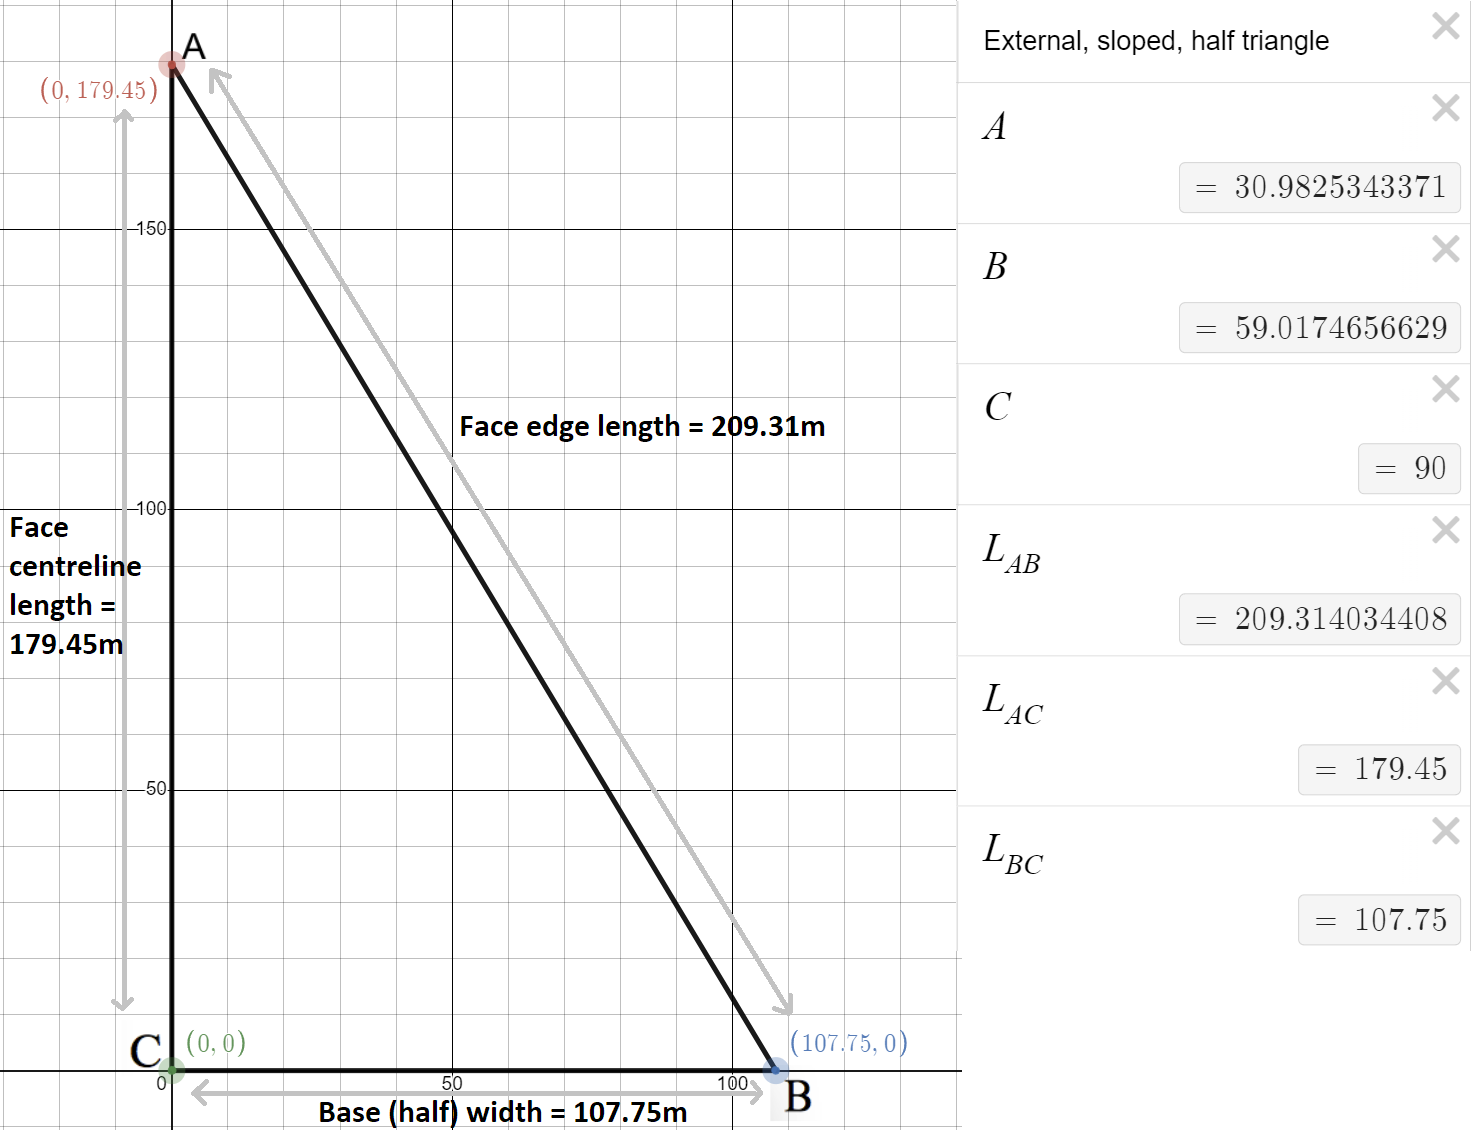 A
(0, 179.45)
150
Face edge length = 209.31m
100
Face
centreline
length =
179.45m
50
C
(0, 0)
(107.75, 0)
0
50
100
B
Base (half) width = 107.75m
External, sloped, half triangle
A
= 30.9825343371
B
= 59.0174656629
C
= 90
L_AB
= 209.314034408
L_AC
= 179.45
L_BC
= 107.75